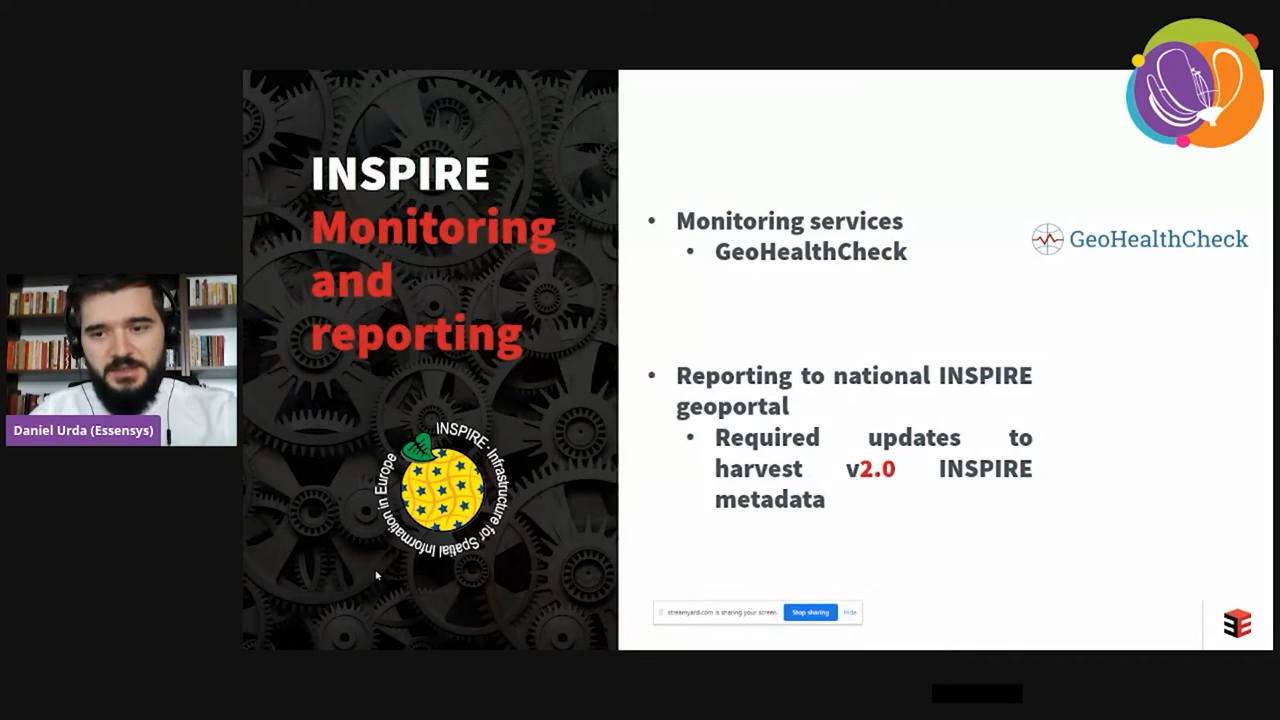 INSPIRE
Monitoring
and
reporting
INSPIRE - Infrastructure for Spatial Information in Europe
• Monitoring services
• GeoHealthCheck
GeoHealthCheck
• Reporting to national INSPIRE
geoportal
• Required updates to
harvest v2.0 INSPIRE
metadata
Daniel Urda (Essensys)
streamyard.com is sharing your screen.
Stop sharing
Hide